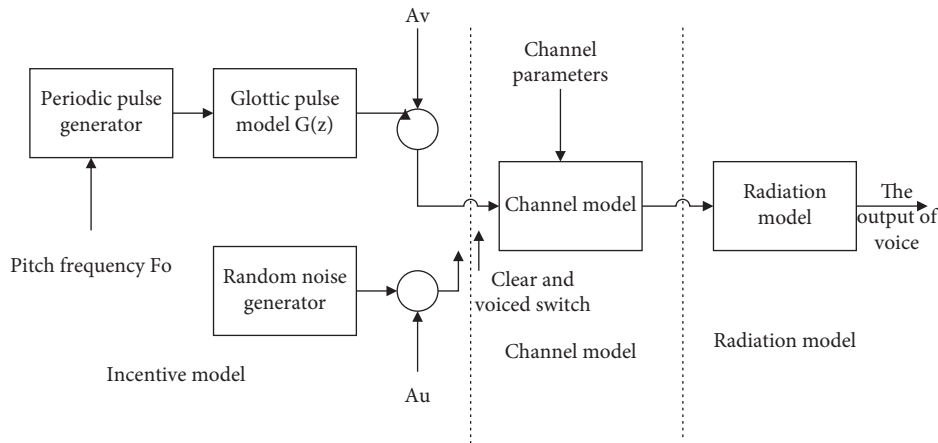 Av
Channel
parameters
Periodic pulse
generator
Glottic pulse
model G(z)
Channel model
Radiation
model
The
output of
voice
Pitch frequency Fo
Random noise
generator
Clear and
voiced switch
Incentive model
Au
Channel model
Radiation model